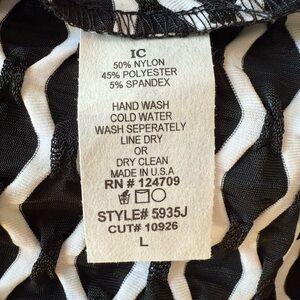 IC
50% NYLON
45% POLYESTER
5% SPANDEX
HAND WASH
COLD WATER
WASH SEPERATELY
LINE DRY
OR
DRY CLEAN
MADE IN U.S.A
RN # 124709
STYLE# 5935J
CUT# 10926
L